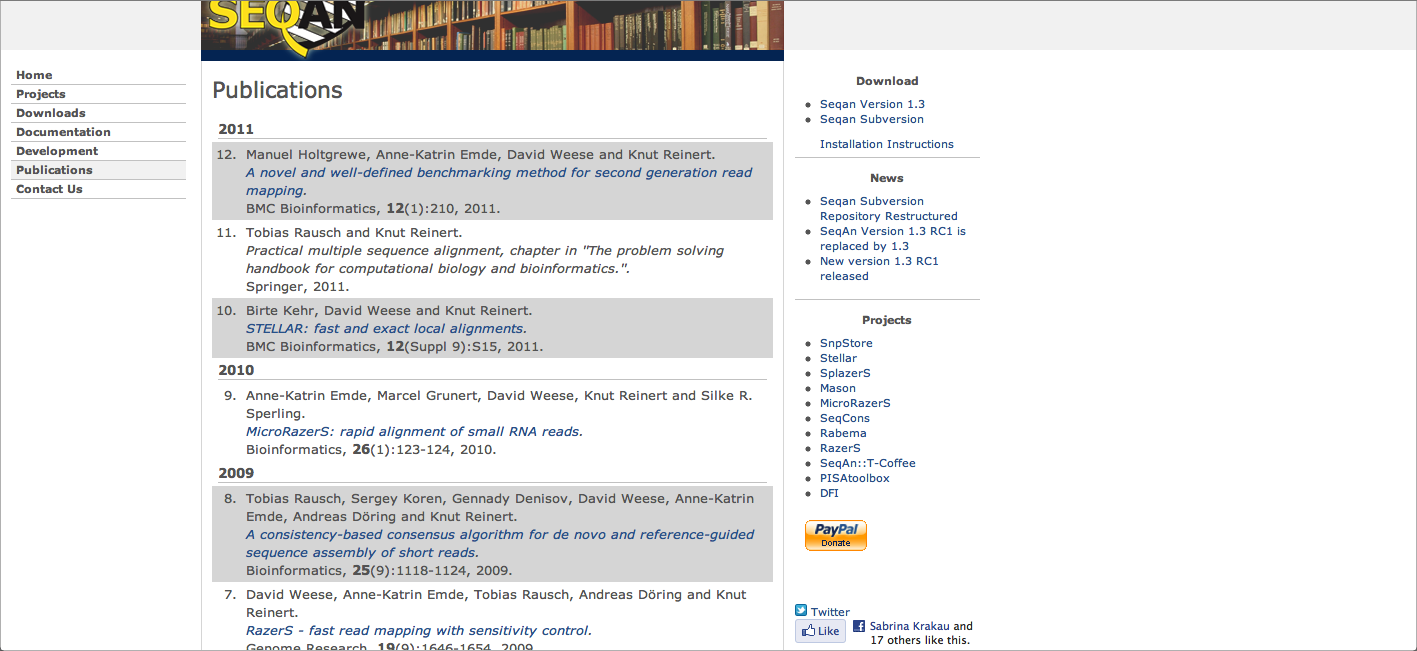 SEQAN
Home
Projects
Downloads
Documentation
Development
Publications
Contact Us
Publications
2011
12. Manuel Holtgrewe, Anne-Katrin Emde, David Weese and Knut Reinert.
A novel and well-defined benchmarking method for second generation read
mapping.
BMC Bioinformatics, 12(1):210, 2011.
11. Tobias Rausch and Knut Reinert.
Practical multiple sequence alignment, chapter in "The problem solving
handbook for computational biology and bioinformatics.".
Springer, 2011.
10. Birte Kehr, David Weese and Knut Reinert.
STELLAR: fast and exact local alignments.
BMC Bioinformatics, 12(Suppl 9):S15, 2011.
2010
9. Anne-Katrin Emde, Marcel Grunert, David Weese, Knut Reinert and Silke R.
Sperling.
MicroRazerS: rapid alignment of small RNA reads.
Bioinformatics, 26(1):123-124, 2010.
2009
8. Tobias Rausch, Sergey Koren, Gennady Denisov, David Weese, Anne-Katrin
Emde, Andreas Döring and Knut Reinert.
A consistency-based consensus algorithm for de novo and reference-guided
sequence assembly of short reads.
Bioinformatics, 25(9):1118-1124, 2009.
7. David Weese, Anne-Katrin Emde, Tobias Rausch, Andreas Döring and Knut
Reinert.
RazerS - fast read mapping with sensitivity control.
Genome Research, 19(9):1646-1654, 2009.
Download
Seqan Version 1.3
Seqan Subversion
Installation Instructions
News
Seqan Subversion
Repository Restructured
SeqAn Version 1.3 RC1 is
replaced by 1.3
New version 1.3 RC1
released
Projects
SnpStore
Stellar
SplazerS
Mason
MicroRazerS
SeqCons
Rabema
RazerS
SeqAn::T-Coffee
PISAtoolbox
DFI
PayPal
Donate
Twitter
Like
Sabrina Krakau and
17 others like this.